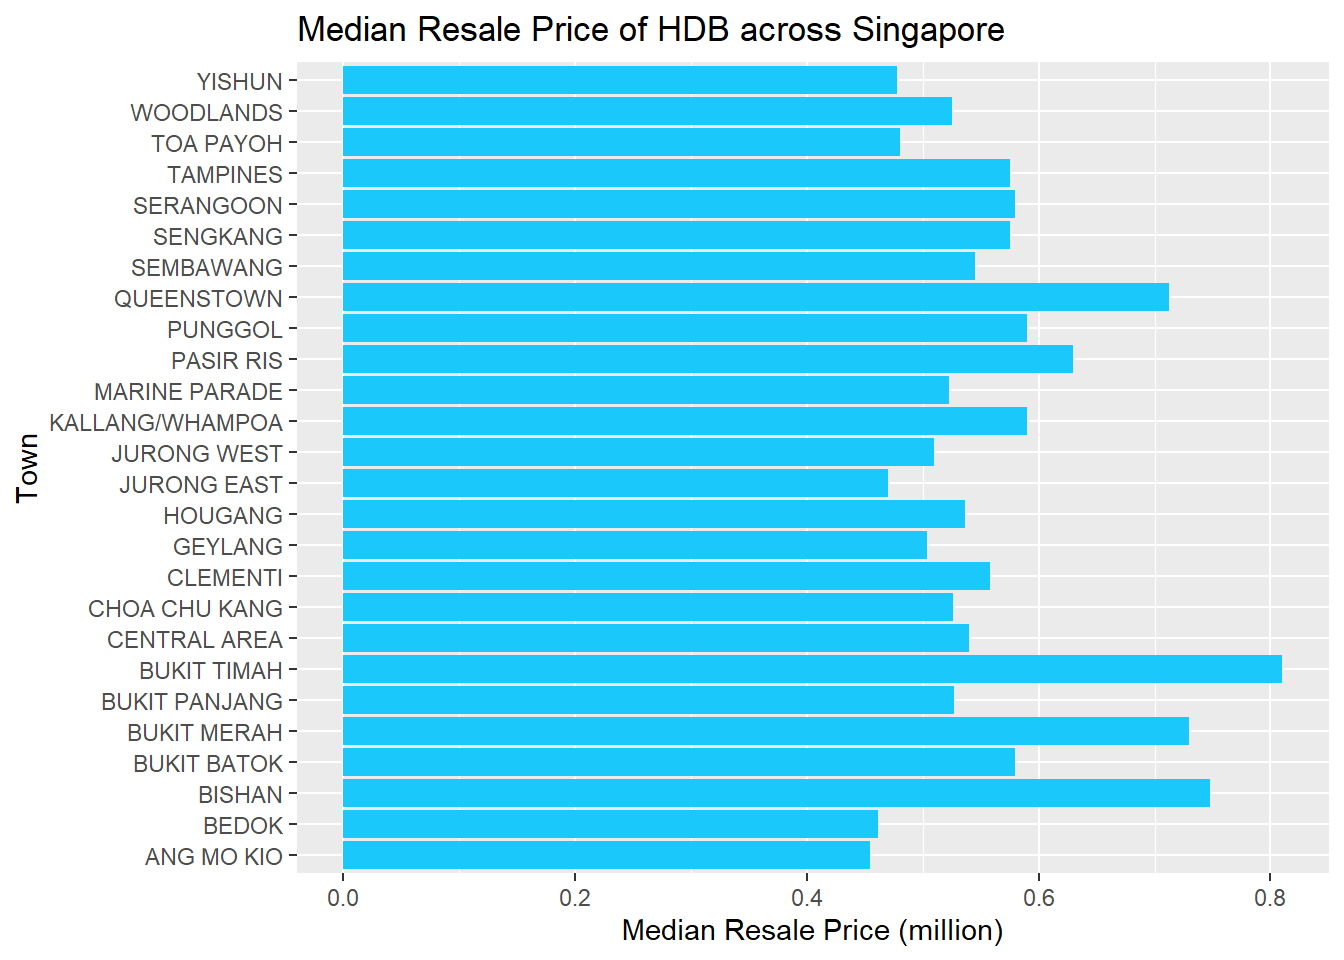 Median Resale Price of HDB across Singapore
YISHUN
WOODLANDS
TOA PAYOH
TAMPINES
SERANGOON
SENGKANG
SEMBAWANG
QUEENSTOWN
PUNGGOL
PASIR RIS
MARINE PARADE
KALLANG/WHAMPOA
JURONG WEST
JURONG EAST
HOUGANG
GEYLANG
CLEMENTI
CHOA CHU KANG
CENTRAL AREA
BUKIT TIMAH
BUKIT PANJANG
BUKIT MERAH
BUKIT BATOK
BISHAN
BEDOK
ANG MO KIO
Town
0.0 0.2 0.4 0.6 0.8
Median Resale Price (million)